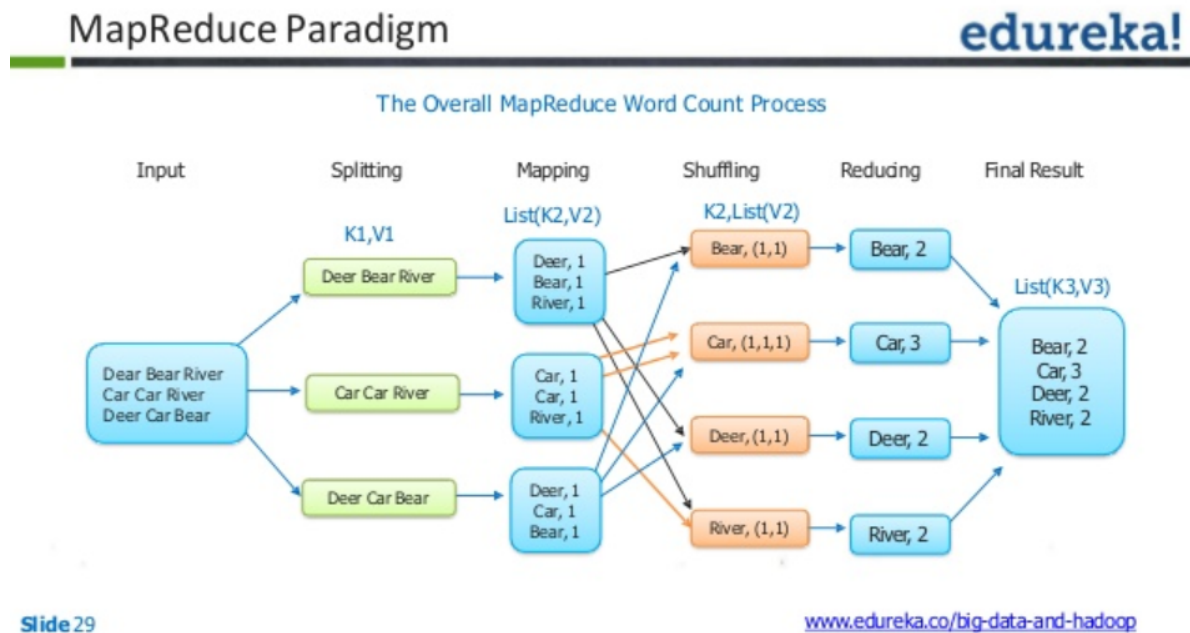 MapReduce Paradigm
edureka!
The Overall MapReduce Word Count Process
Input
Splitting
Mapping
Shuffling
Reducing
Final Result
K1,V1
List(K2,V2)
K2,List(V2)
List(K3,V3)
Dear Bear River
Car Car River
Deer Car Bear
Deer Bear River
Car Car River
Deer Car Bear
Deer, 1
Bear, 1
River, 1
Car, 1
Car, 1
River, 1
Deer, 1
Car, 1
Bear, 1
Bear, (1,1)
Car, (1,1,1)
Deer, (1,1)
River, (1,1)
Bear, 2
Car, 3
Deer, 2
River, 2
Bear, 2
Car, 3
Deer, 2
River, 2
Slide 29
www.edureka.co/big-data-and-hadoop